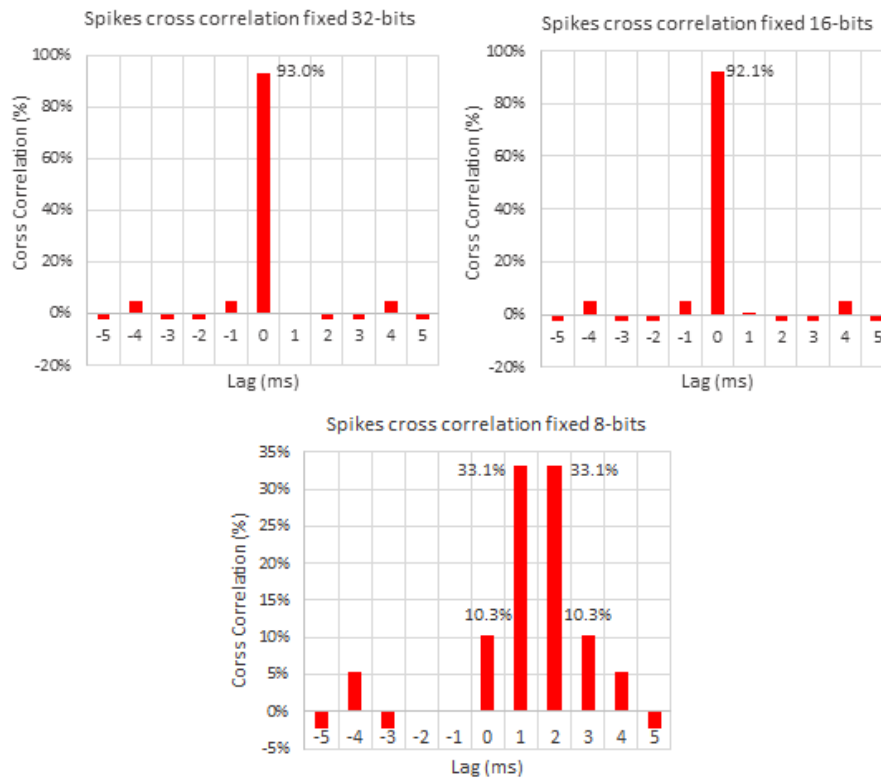 Spikes cross correlation fixed 32-bits
100%
80%
60%
40%
20%
0%
-20%
Corss Correlation (%)
93.0%
-5 -4 -3 -2 -1 0 1 2 3 4 5
Lag (ms)
Spikes cross correlation fixed 16-bits
100%
80%
60%
40%
20%
0%
-20%
Corss Correlation (%)
92.1%
-5 -4 -3 -2 -1 0 1 2 3 4 5
Lag (ms)
Spikes cross correlation fixed 8-bits
35%
30%
25%
20%
15%
10%
5%
0%
-5%
Corss Correlation (%)
33.1% 33.1%
10.3% 10.3%
-5 -4 -3 -2 -1 0 1 2 3 4 5
Lag (ms)